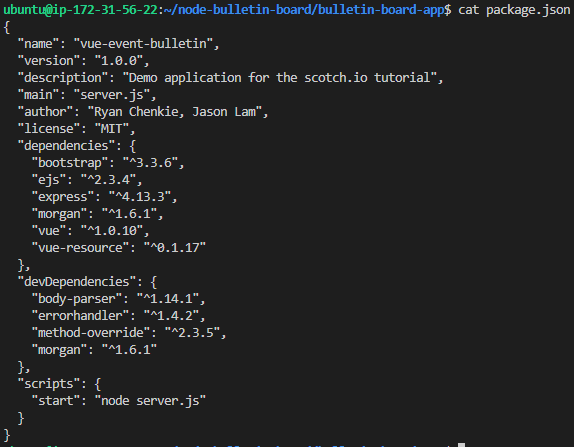 ubuntu@ip-172-31-56-22:~/node-bulletin-board/bulletin-board-app$ cat package.json
{
  "name": "vue-event-bulletin",
  "version": "1.0.0",
  "description": "Demo application for the scotch.io tutorial",
  "main": "server.js",
  "author": "Ryan Chenkie, Jason Lam",
  "license": "MIT",
  "dependencies": {
    "bootstrap": "^3.3.6",
    "ejs": "^2.3.4",
    "express": "^4.13.3",
    "morgan": "^1.6.1",
    "vue": "^1.0.10",
    "vue-resource": "^0.1.17"
  },
  "devDependencies": {
    "body-parser": "^1.14.1",
    "errorhandler": "^1.4.2",
    "method-override": "^2.3.5",
    "morgan": "^1.6.1"
  },
  "scripts": {
    "start": "node server.js"
  }
}